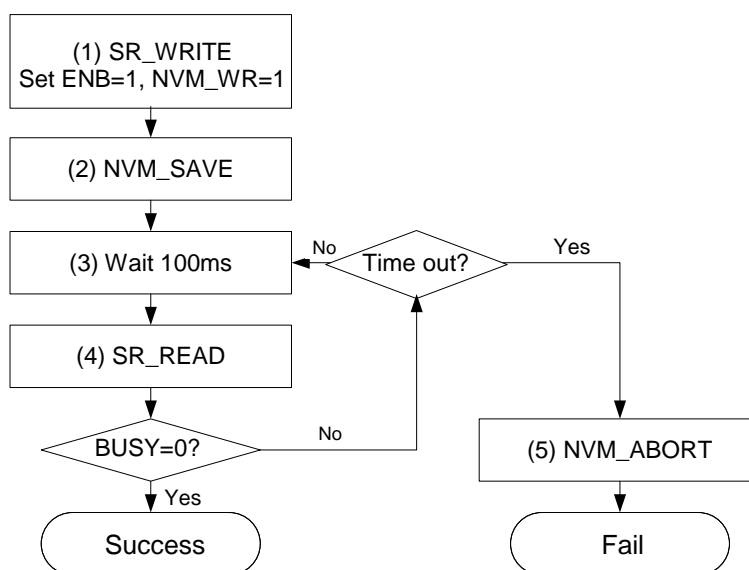 (1) SR_WRITE
Set ENB=1, NVM_WR=1
(2) NVM_SAVE
(3) Wait 100ms
No
Time out?
Yes
(4) SR_READ
BUSY=0?
No
(5) NVM_ABORT
Yes
Success
Fail